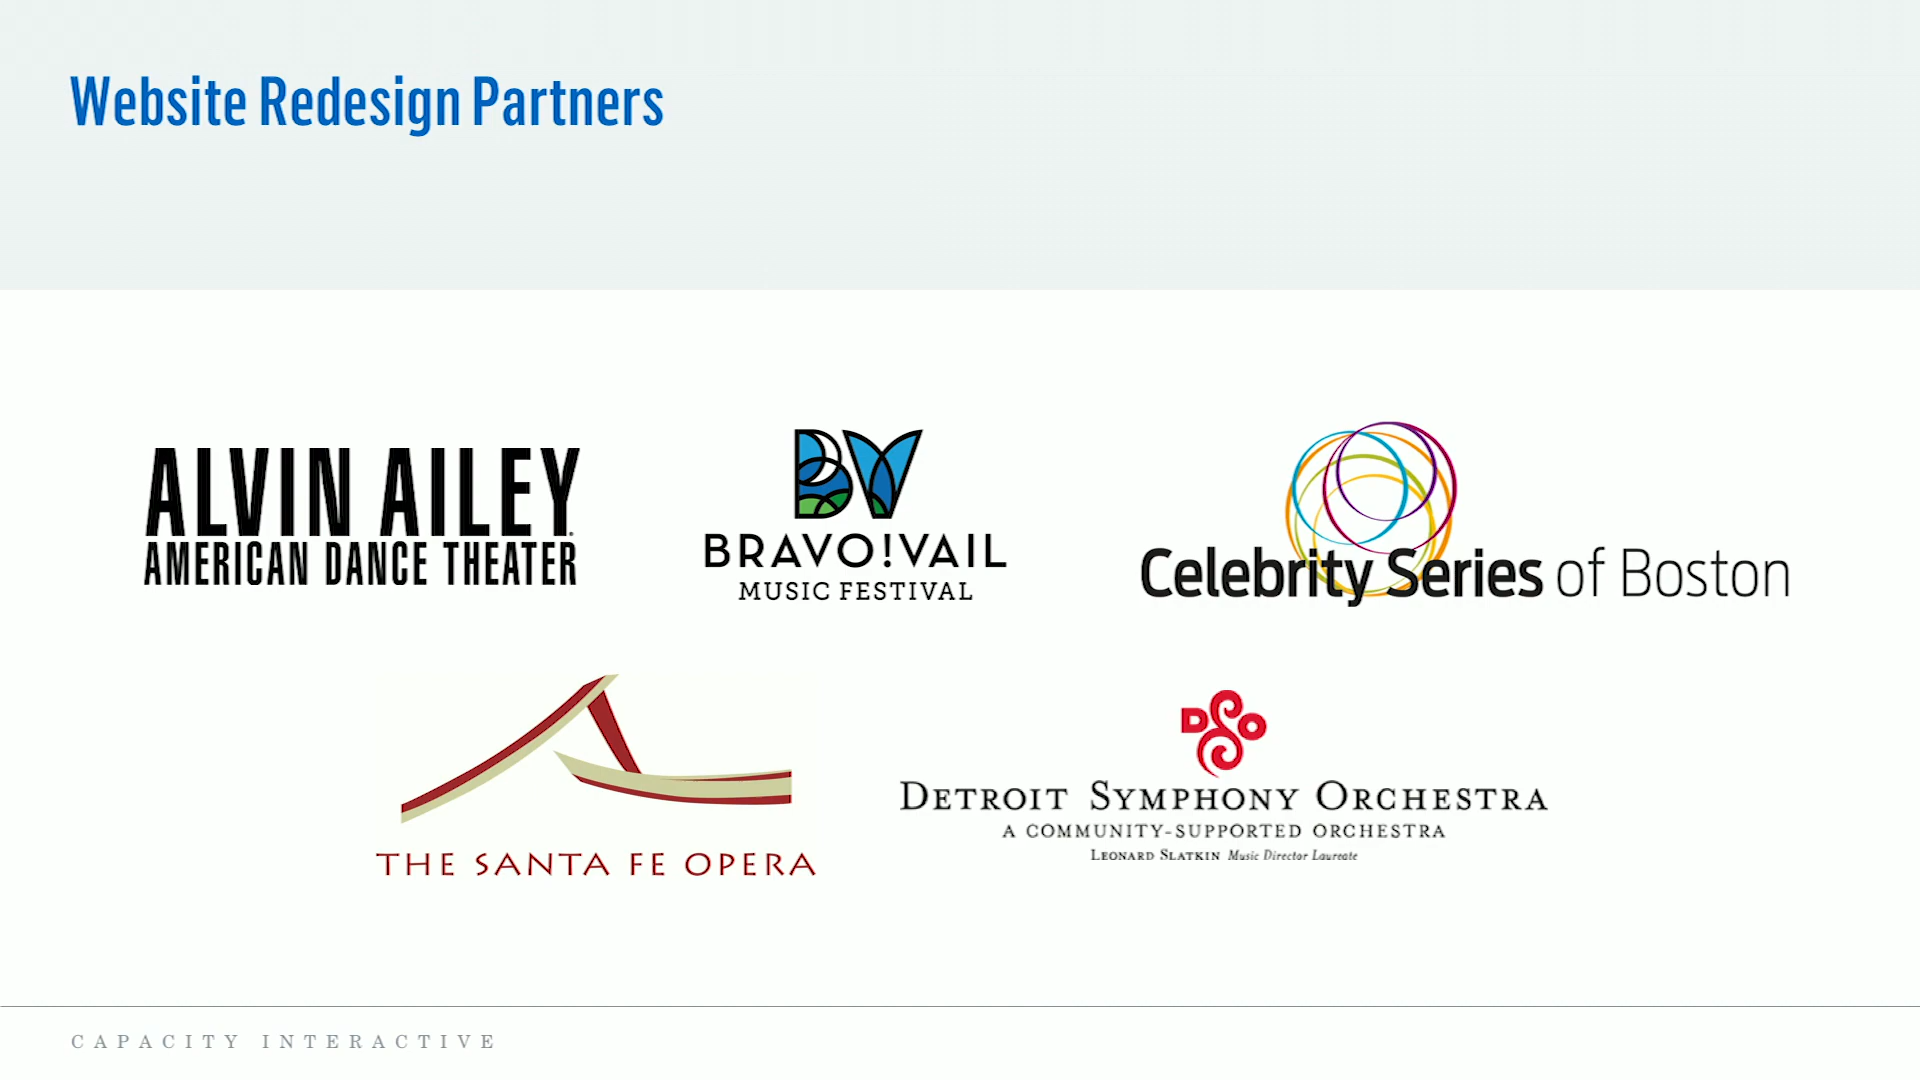 Website Redesign Partners
ALVIN AILEY
AMERICAN DANCE THEATER
BV
BRAVO!VAIL
MUSIC FESTIVAL
Celebrity Series of Boston
THE SANTA FE OPERA
DSO
DETROIT SYMPHONY ORCHESTRA
A COMMUNITY-SUPPORTED ORCHESTRA
LEONARD SLATKIN Music Director Laureate
CAPACITY INTERACTIVE